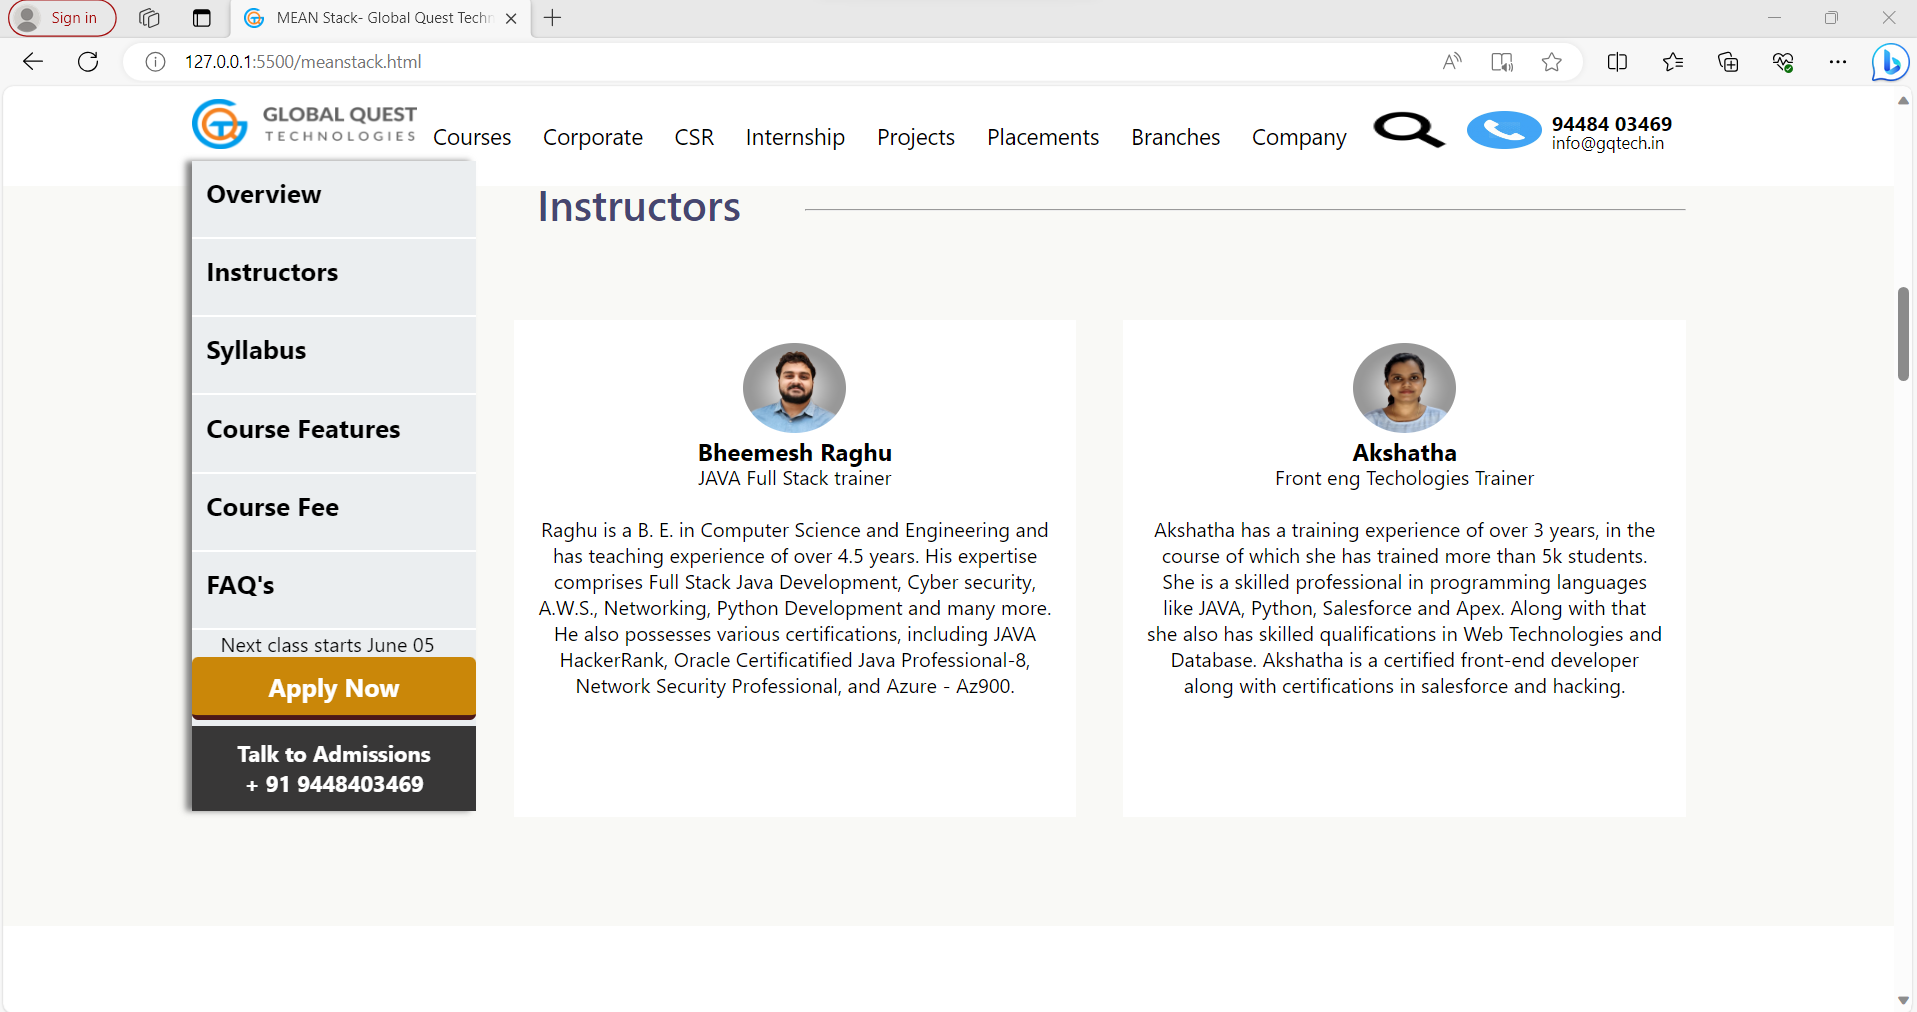 Sign in
MEAN Stack- Global Quest Techn
127.0.0.1:5500/meanstack.html
GLOBAL QUEST
TECHNOLOGIES
Courses Corporate CSR Internship Projects Placements Branches Company
94484 03469
info@gqtech.in
Overview
Instructors
Syllabus
Course Features
Course Fee
FAQ's
Next class starts June 05
Apply Now
Talk to Admissions
+ 91 9448403469
Instructors
Bheemesh Raghu
JAVA Full Stack trainer
Raghu is a B. E. in Computer Science and Engineering and
has teaching experience of over 4.5 years. His expertise
comprises Full Stack Java Development, Cyber security,
A.W.S., Networking, Python Development and many more.
He also possesses various certifications, including JAVA
HackerRank, Oracle Certificatified Java Professional-8,
Network Security Professional, and Azure - Az900.
Akshatha
Front eng Techologies Trainer
Akshatha has a training experience of over 3 years, in the
course of which she has trained more than 5k students.
She is a skilled professional in programming languages
like JAVA, Python, Salesforce and Apex. Along with that
she also has skilled qualifications in Web Technologies and
Database. Akshatha is a certified front-end developer
along with certifications in salesforce and hacking.